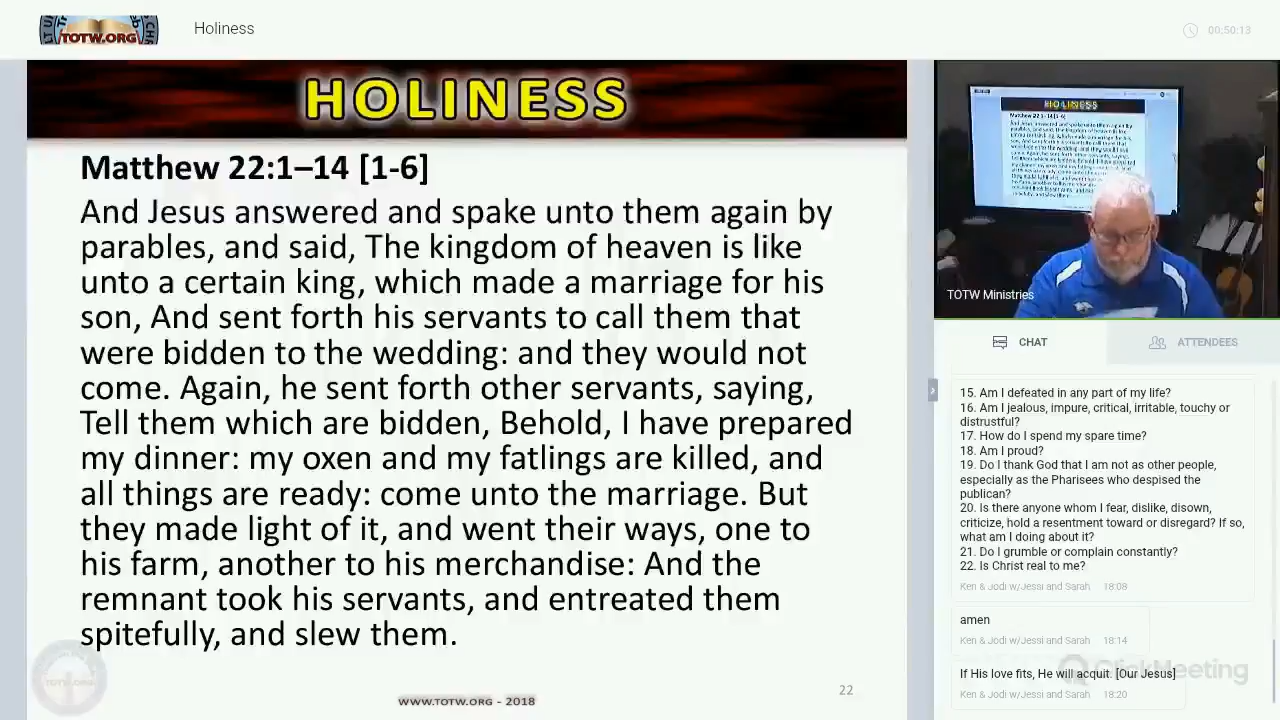 TOTW.ORG
Holiness
00:50:13
HOLINESS
Matthew 22:1–14 [1-6]
And Jesus answered and spake unto them again by
parables, and said, The kingdom of heaven is like
unto a certain king, which made a marriage for his
son, And sent forth his servants to call them that
were bidden to the wedding: and they would not
come. Again, he sent forth other servants, saying,
Tell them which are bidden, Behold, I have prepared
my dinner: my oxen and my fatlings are killed, and
all things are ready: come unto the marriage. But
they made light of it, and went their ways, one to
his farm, another to his merchandise: And the
remnant took his servants, and entreated them
spitefully, and slew them.
TOTW.ORG
WWW.TOTW.ORG - 2018
22
HOLINESS
Matthew 22:1–14 [1-6]
TOTW Ministries
CHAT
ATTENDEES
15. Am I defeated in any part of my life?
16. Am I jealous, impure, critical, irritable, touchy or
distrustful?
17. How do I spend my spare time?
18. Am I proud?
19. Do I thank God that I am not as other people,
especially as the Pharisees who despised the
publican?
20. Is there anyone whom I fear, dislike, disown,
criticize, hold a resentment toward or disregard? If so,
what am I doing about it?
21. Do I grumble or complain constantly?
22. Is Christ real to me?
Ken & Jodi w/Jessi and Sarah 18:08
amen
Ken & Jodi w/Jessi and Sarah 18:14
If His love fits, He will acquit. [Our Jesus]
Ken & Jodi w/Jessi and Sarah 18:20
ClickMeeting